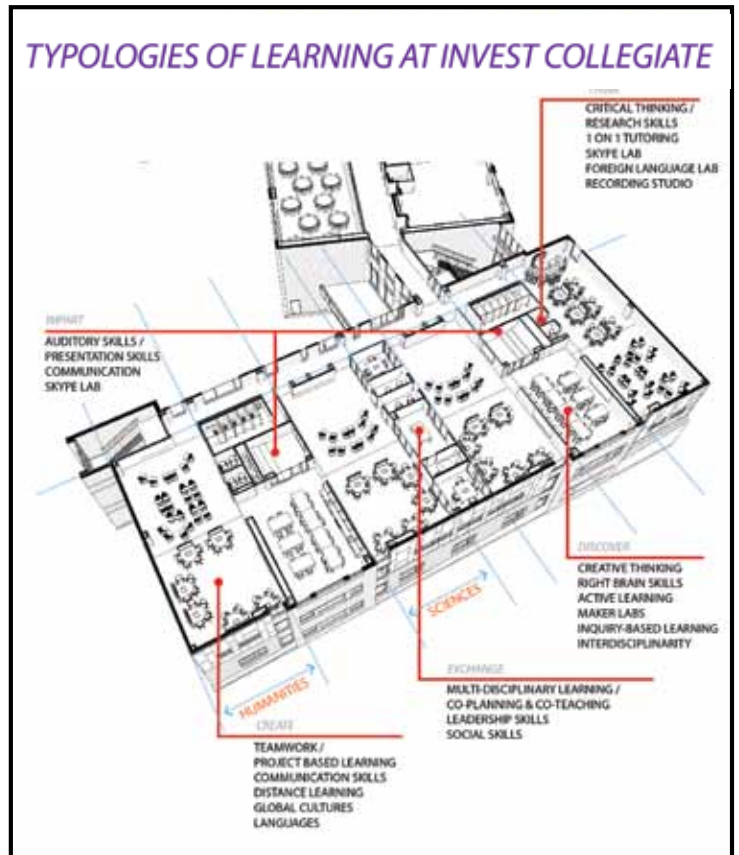 TYPOLOGIES OF LEARNING AT INVEST COLLEGIATE
CRITICAL THINKING /
RESEARCH SKILLS
1 ON 1 TUTORING
SKYPE LAB
FOREIGN LANGUAGE LAB
RECORDING STUDIO
IMPART
AUDITORY SKILLS /
PRESENTATION SKILLS
COMMUNICATION
SKYPE LAB
DISCOVER
CREATIVE THINKING
RIGHT BRAIN SKILLS
ACTIVE LEARNING
MAKER LABS
INQUIRY-BASED LEARNING
INTERDISCIPLINARITY
SCIENCES
EXCHANGE
MULTI-DISCIPLINARY LEARNING /
CO-PLANNING & CO-TEACHING
LEADERSHIP SKILLS
SOCIAL SKILLS
HUMANITIES
CREATE
TEAMWORK /
PROJECT BASED LEARNING
COMMUNICATION SKILLS
DISTANCE LEARNING
GLOBAL CULTURES
LANGUAGES